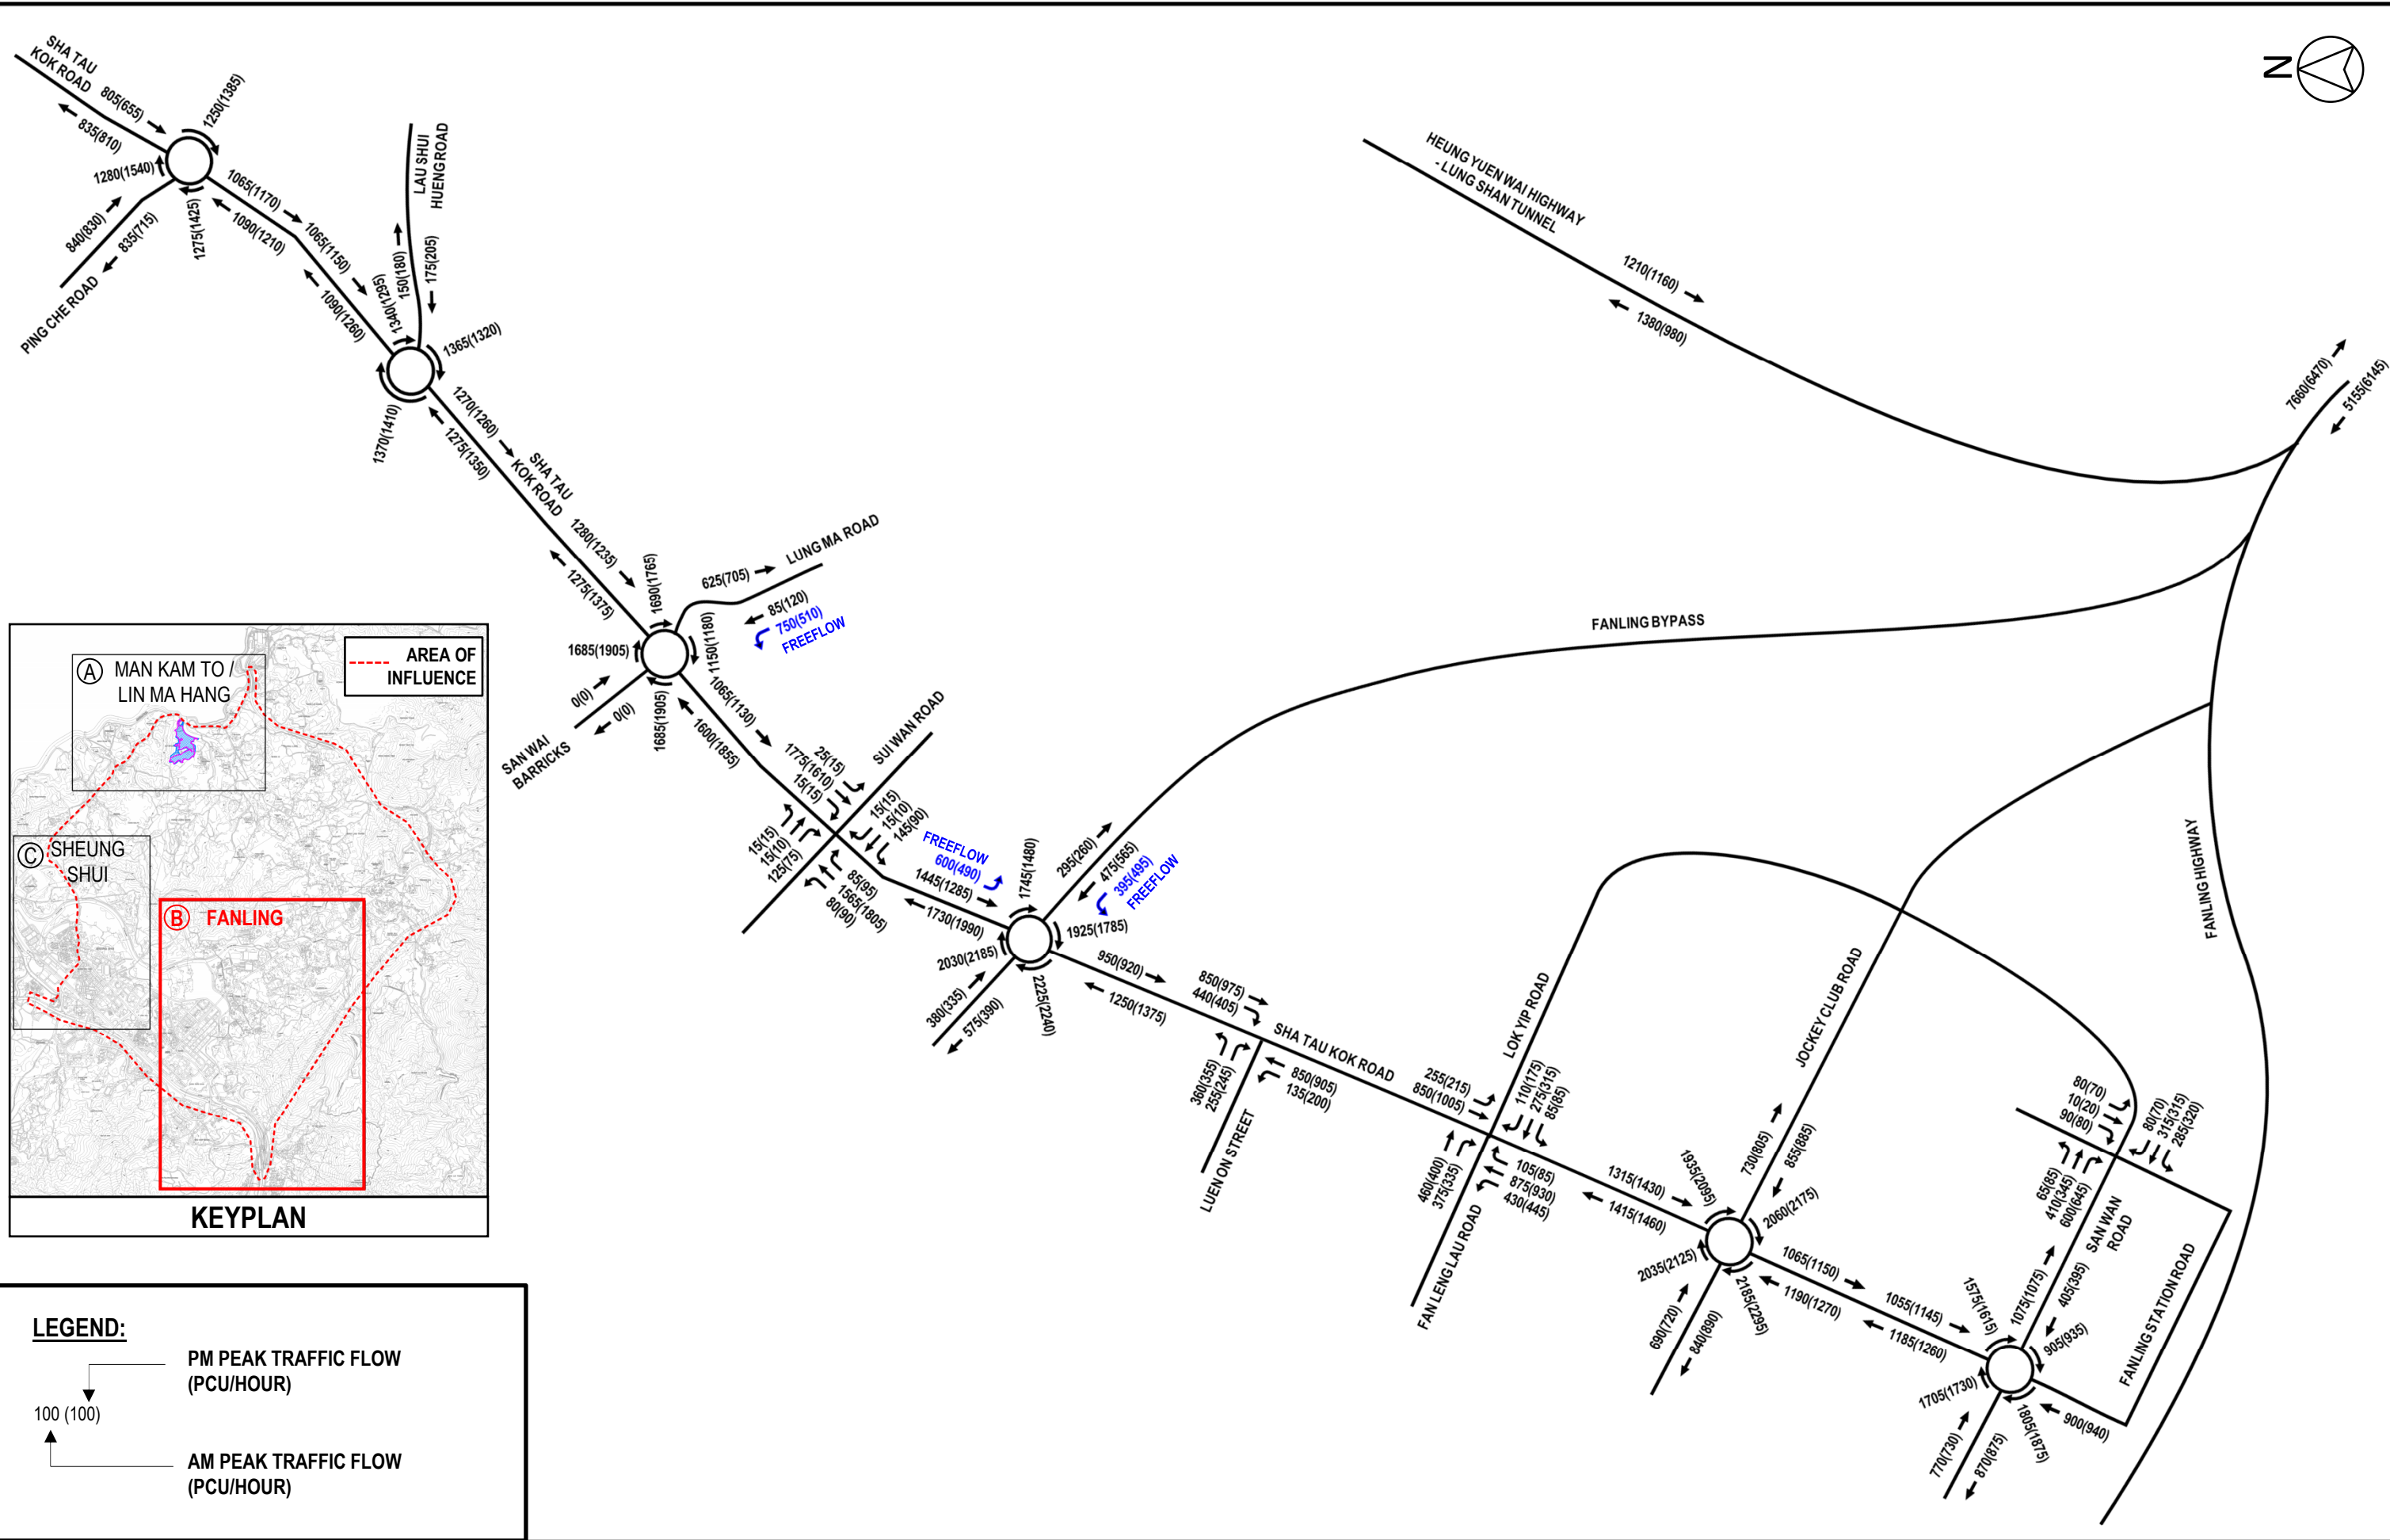 SHA TAU
KOK ROAD
805(655)
835(810)
1250(1385)
1280(1540)
840(830)
835(715)
1275(1425)
PING CHE ROAD
1065(1170)
1090(1210)
1065(1150)
1090(1260)
LAU SHUI
HUENG ROAD
150(180)
175(205)
1340(1295)
1365(1320)
1370(1410)
1270(1260)
1275(1350)
SHA TAU
KOK ROAD
1280(1235)
1275(1375)
1690(1765)
625(705)
LUNG MA ROAD
85(120)
750(510)
FREEFLOW
1150(1180)
1685(1905)
0(0)
0(0)
SAN WAI
BARRICKS
1685(1905)
1065(1130)
1600(1855)
SUI WAN ROAD
25(15)
1775(1610)
15(15)
15(15)
15(10)
145(90)
15(15)
15(10)
125(75)
85(95)
1565(1805)
80(90)
FREEFLOW
600(490)
1445(1285)
1730(1990)
1745(1480)
295(260)
475(565)
395(495)
FREEFLOW
1925(1785)
2030(2185)
380(335)
575(390)
2225(2240)
950(920)
1250(1375)
850(975)
440(405)
360(355)
255(245)
LUEN ON STREET
850(905)
135(200)
SHA TAU KOK ROAD
LOK YIP ROAD
255(215)
850(1005)
110(175)
275(315)
85(85)
460(400)
375(335)
FAN LENG LAU ROAD
105(85)
875(930)
430(445)
1315(1430)
1415(1460)
JOCKEY CLUB ROAD
730(805)
855(885)
1935(2095)
2060(2175)
2035(2125)
690(720)
840(890)
2185(2295)
1065(1150)
1190(1270)
1055(1145)
1185(1260)
1575(1615)
1075(1075)
405(395)
905(935)
1705(1730)
770(730)
870(875)
1805(1875)
900(940)
SAN WAN
ROAD
FANLING STATION ROAD
80(70)
10(20)
90(80)
80(70)
315(315)
285(320)
65(85)
410(345)
600(645)
HEUNG YUEN WAI HIGHWAY
- LUNG SHAN TUNNEL
1210(1160)
1380(980)
7660(6470)
5155(6145)
FANLING BYPASS
FANLING HIGHWAY
N
A MAN KAM TO /
LIN MA HANG
AREA OF
INFLUENCE
C SHEUNG
SHUI
B FANLING
KEYPLAN
LEGEND:
PM PEAK TRAFFIC FLOW
(PCU/HOUR)
100 (100)
AM PEAK TRAFFIC FLOW
(PCU/HOUR)